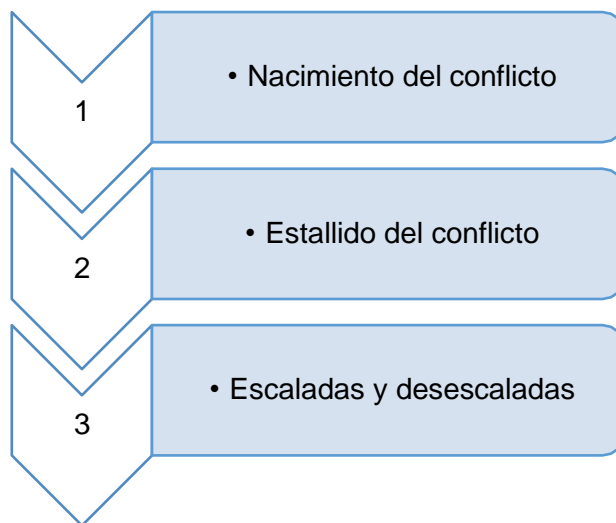 1
• Nacimiento del conflicto
2
• Estallido del conflicto
3
• Escaladas y desescaladas